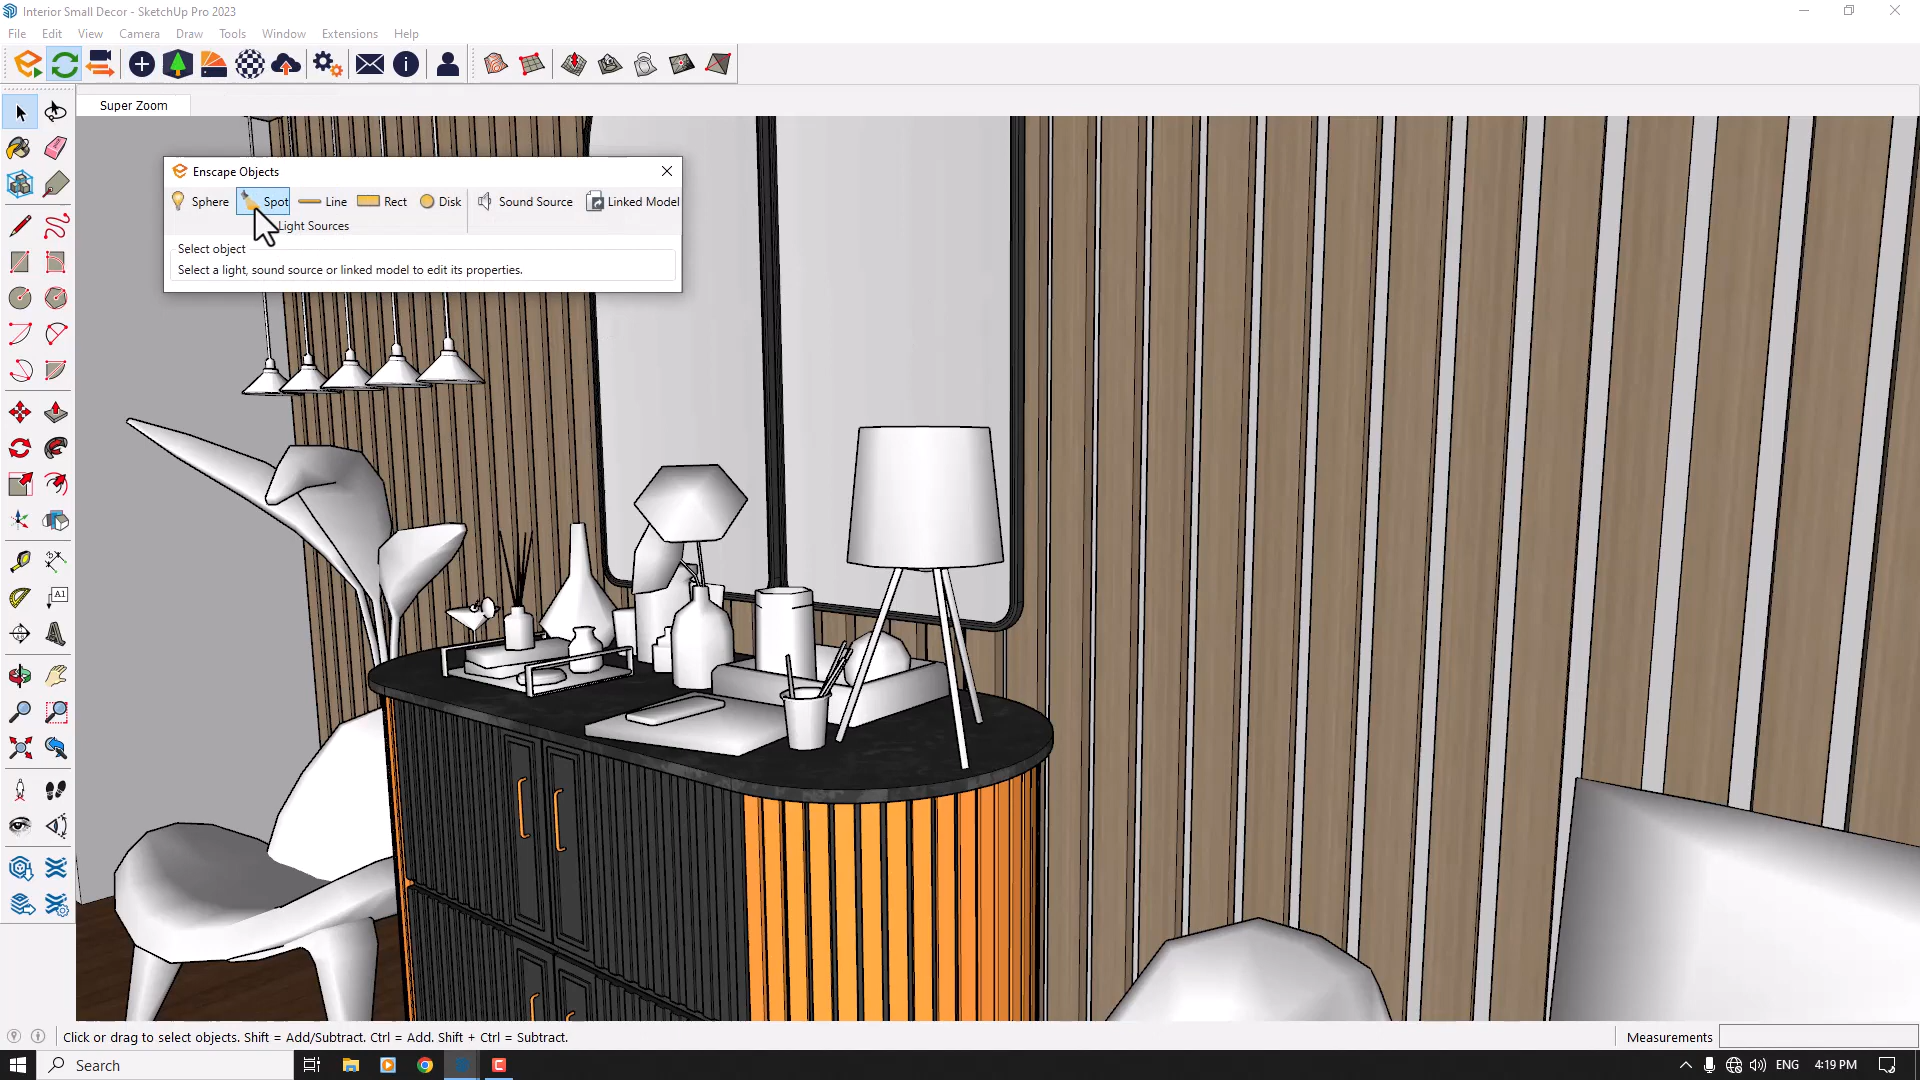 Interior Small Decor - SketchUp Pro 2023
File Edit View Camera Draw Tools Window Extensions Help
Super Zoom
Enscape Objects
Sphere Spot Line Rect Disk Sound Source Linked Model
Light Sources
Select object
Select a light, sound source or linked model to edit its properties.
A1
Click or drag to select objects. Shift = Add/Subtract. Ctrl = Add. Shift + Ctrl = Subtract.
Measurements
Search
ENG 4:19 PM